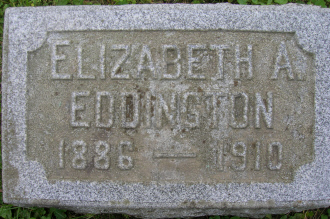 ELIZABETH A.
EDDINGTON
1886 — 1910